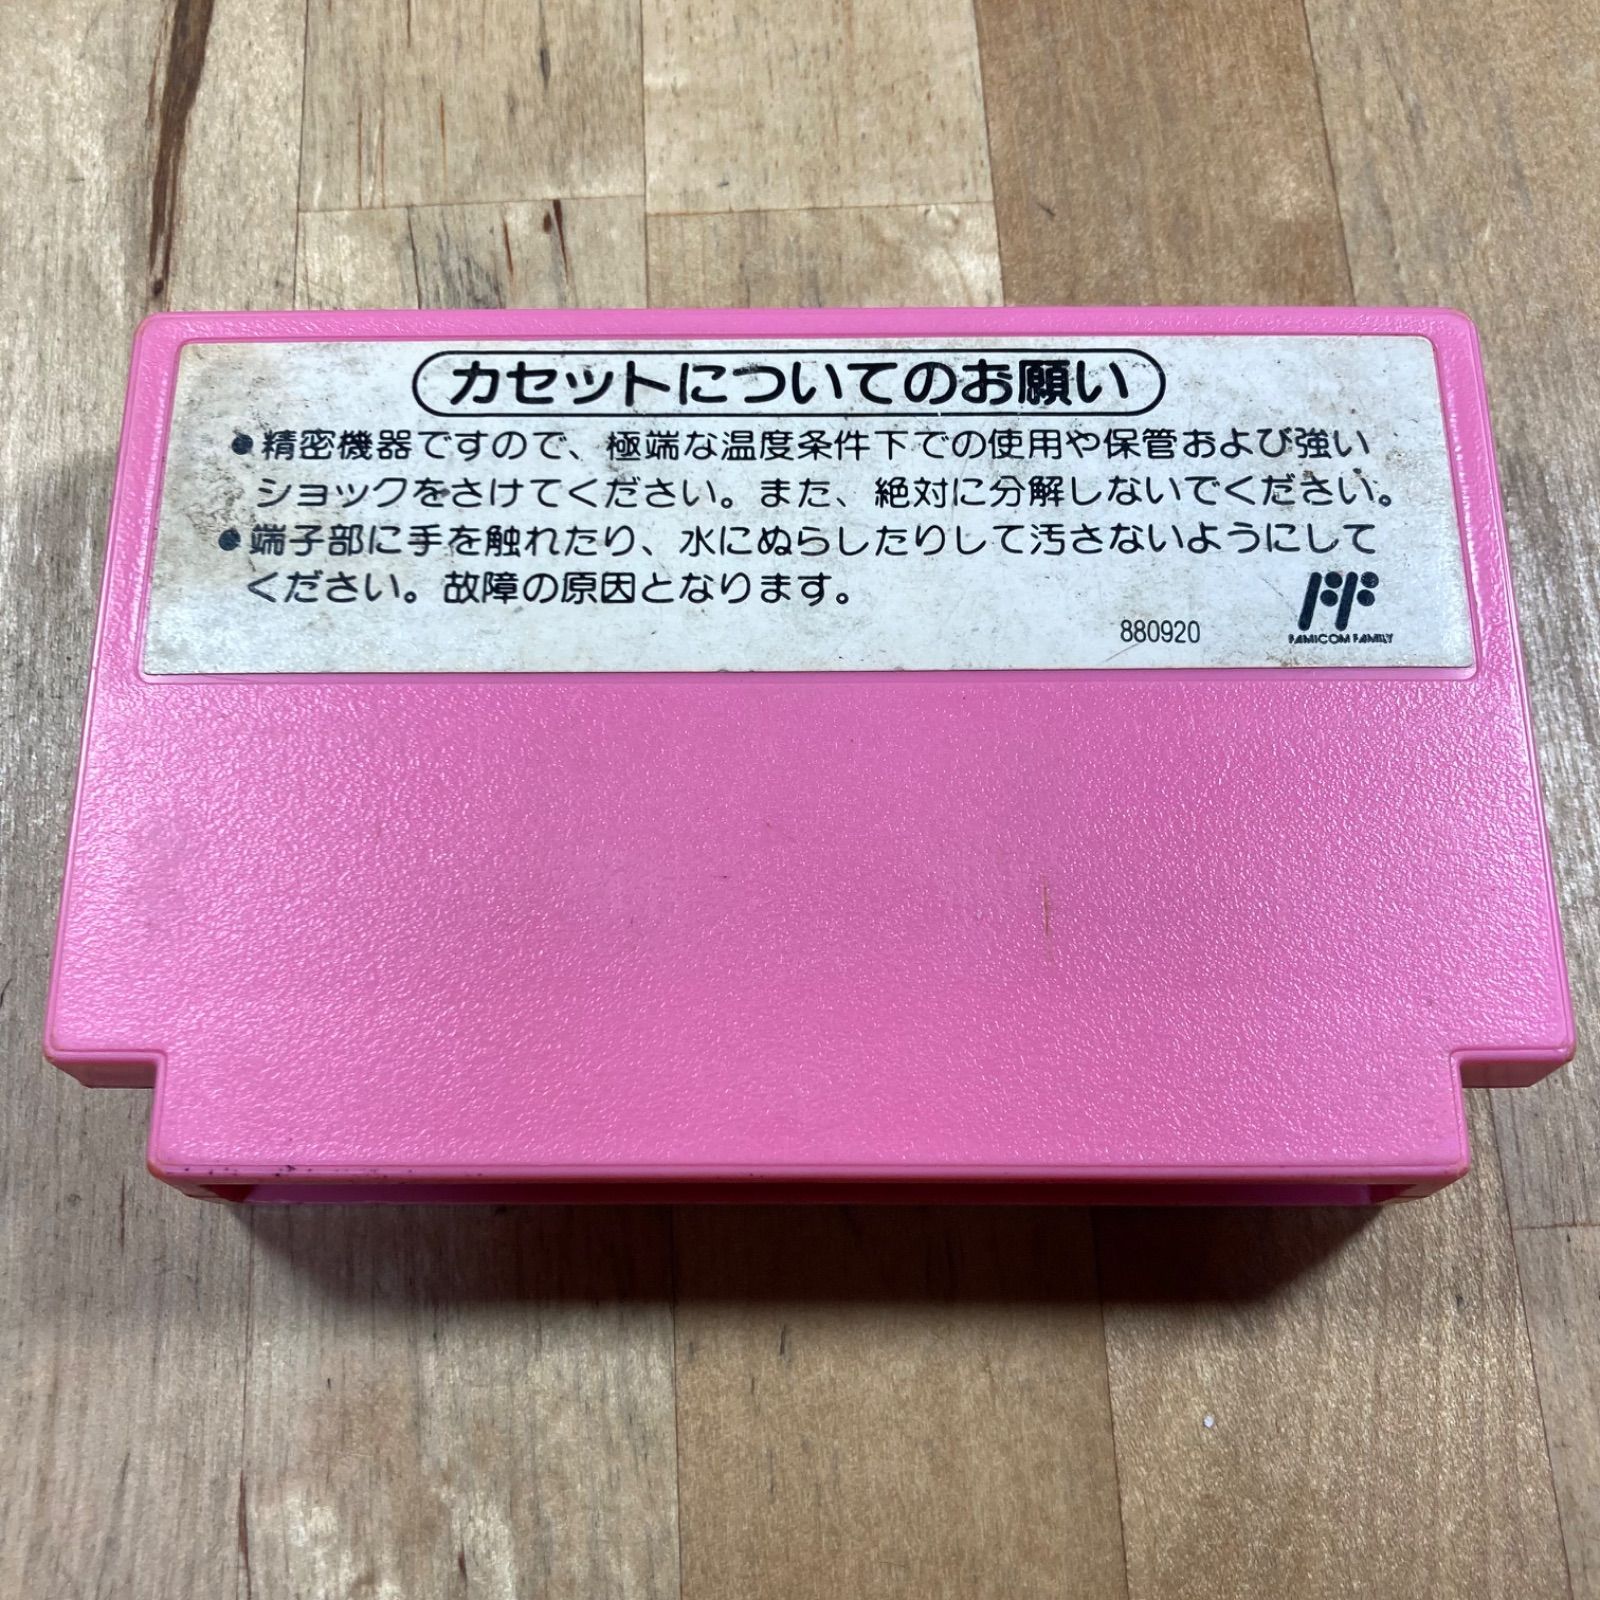 カセットについてのお願い
●精密機器ですので、極端な温度条件下での使用や保管および強い
ショックをさけてください。また、絶対に分解しないでください。
●端子部に手を触れたり、水にぬらしたりして汚さないようにして
ください。故障の原因となります。
880920
FAMICOM FAMILY